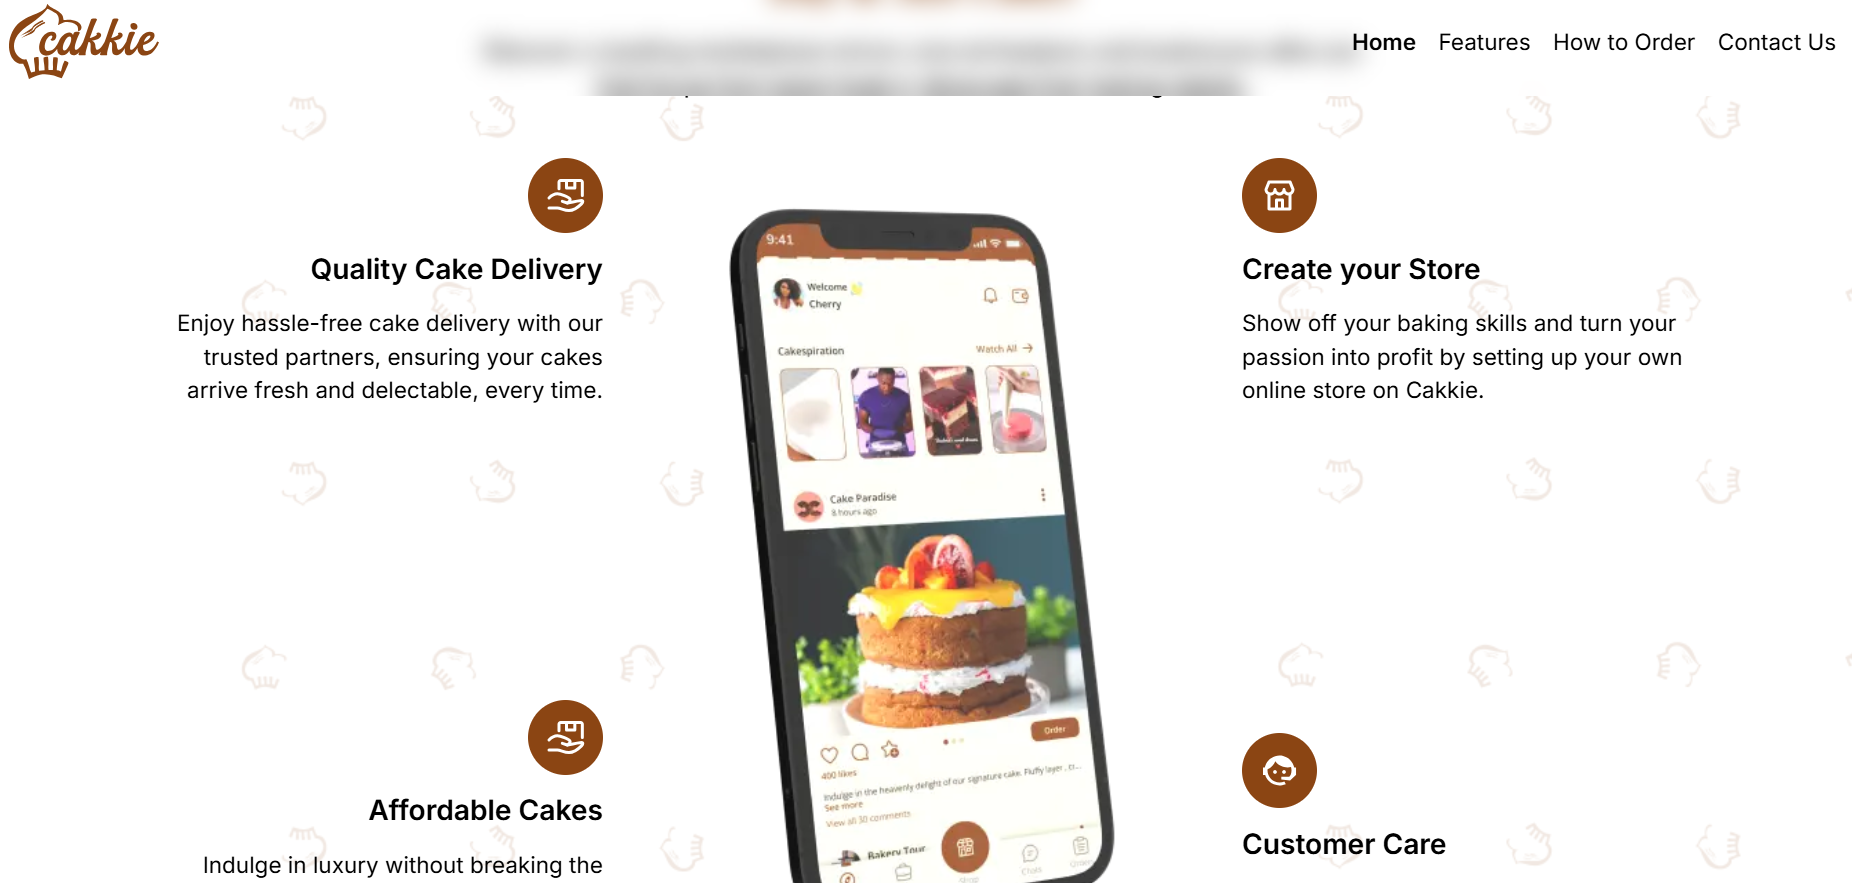 cakkie
Home Features How to Order Contact Us
Quality Cake Delivery
Enjoy hassle-free cake delivery with our
trusted partners, ensuring your cakes
arrive fresh and delectable, every time.
Affordable Cakes
Indulge in luxury without breaking the
9:41
Welcome
Cherry
Cakespiration
Watch All
Cake Paradise
8 hours ago
Order
400 likes
Indulge in the heavenly delight of our signature cake. Fluffy layer
See more
View all 30 comments
Bakery Tour
Shop
Chats
Orders
Create your Store
Show off your baking skills and turn your
passion into profit by setting up your own
online store on Cakkie.
Customer Care